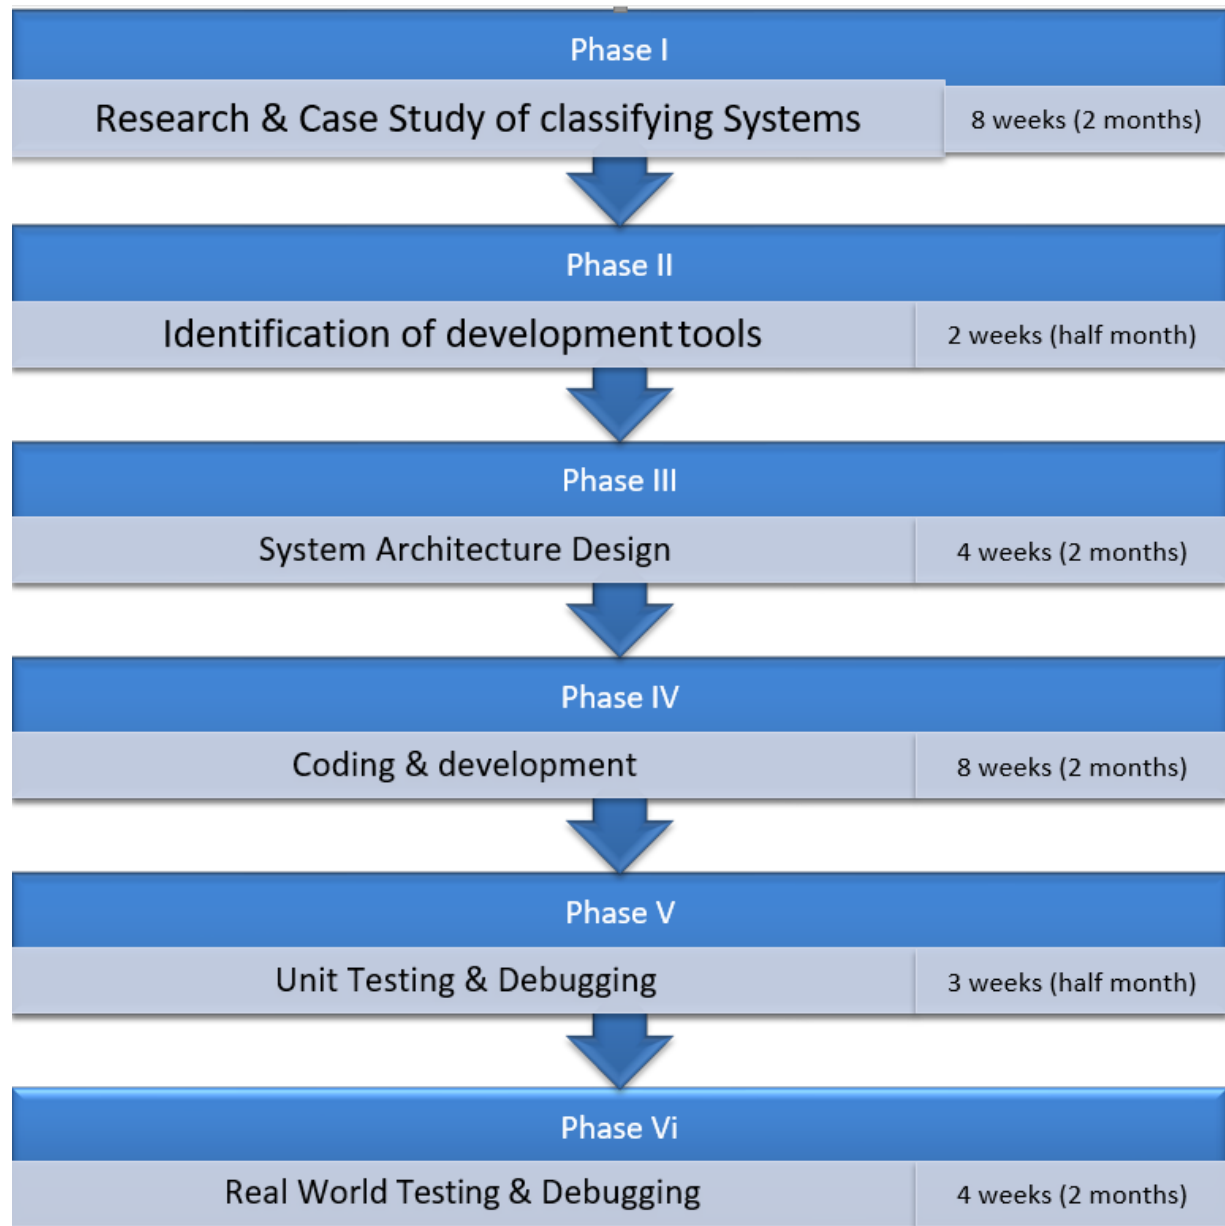 Phase I
Research & Case Study of classifying Systems
8 weeks (2 months)
Phase II
Identification of development tools
2 weeks (half month)
Phase III
System Architecture Design
4 weeks (2 months)
Phase IV
Coding & development
8 weeks (2 months)
Phase V
Unit Testing & Debugging
3 weeks (half month)
Phase Vi
Real World Testing & Debugging
4 weeks (2 months)